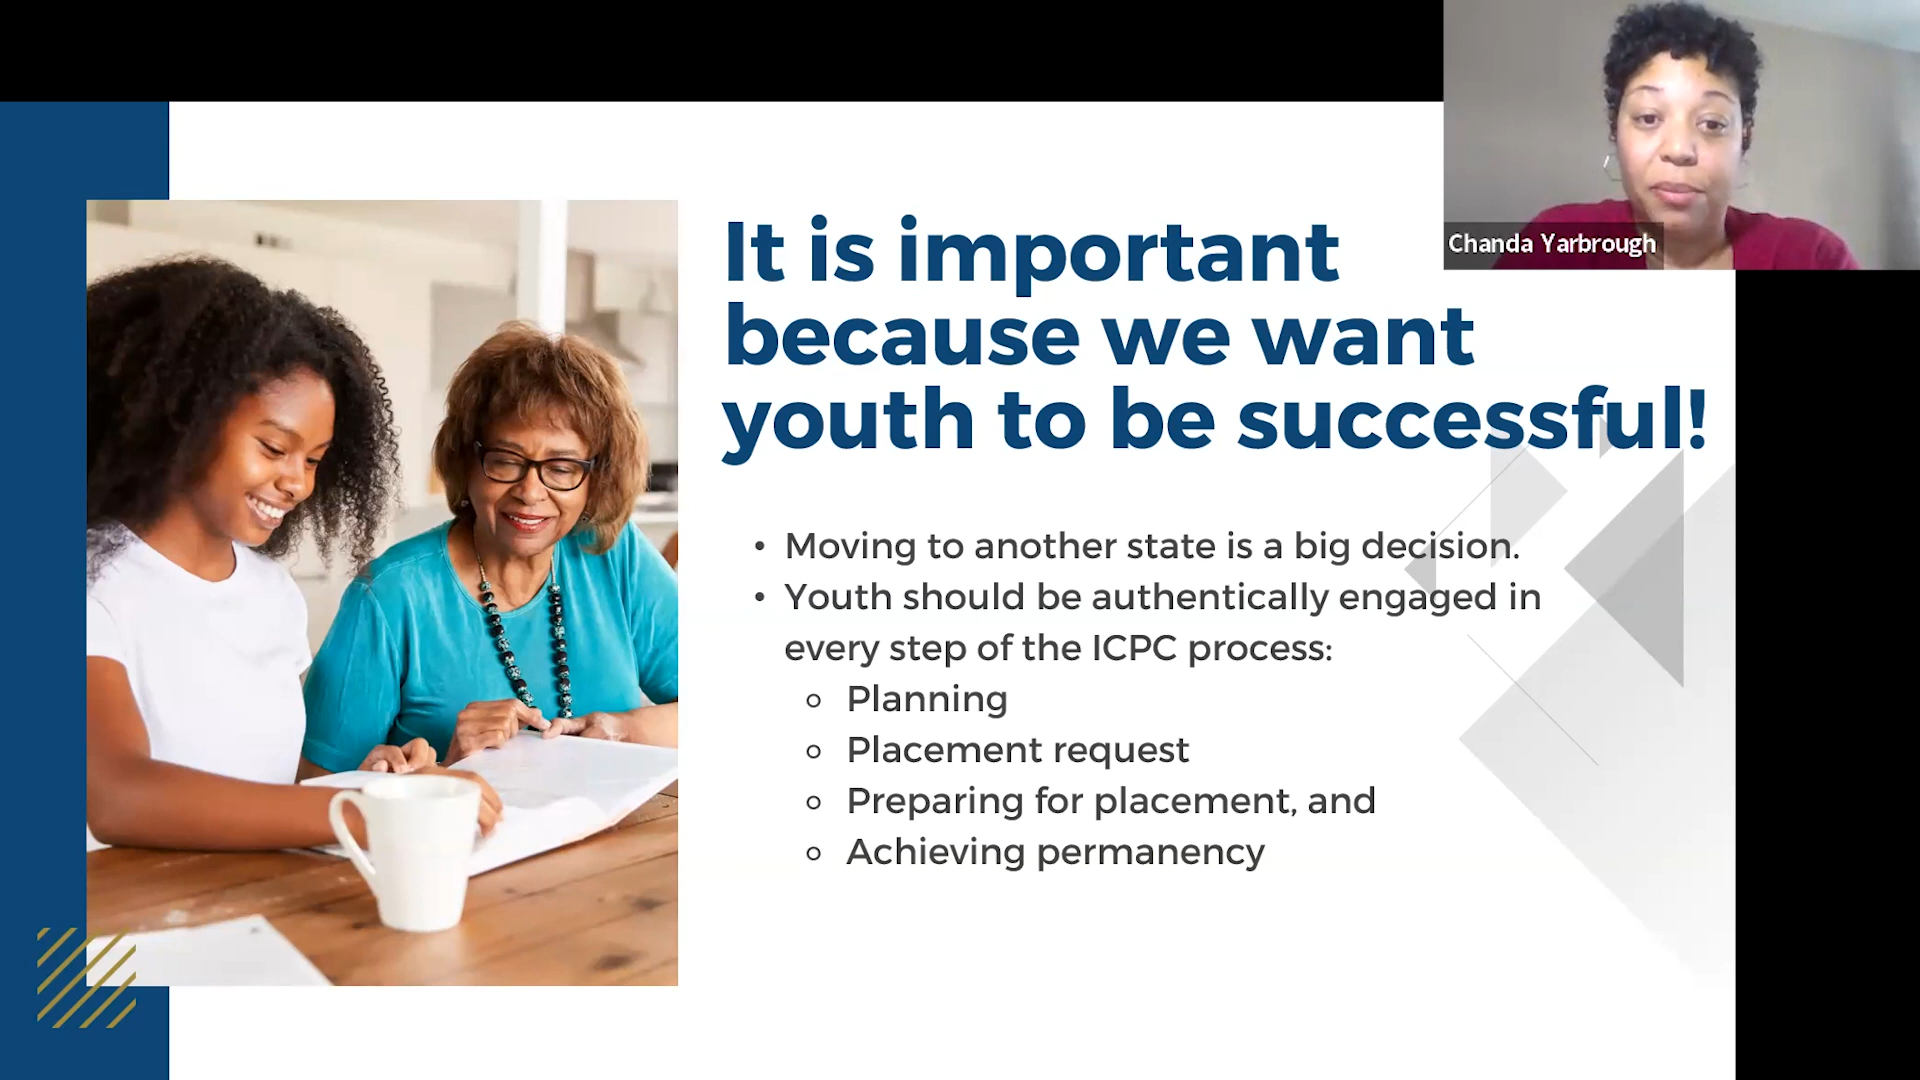 Chanda Yarbrough
It is important
because we want
youth to be successful!
• Moving to another state is a big decision.
• Youth should be authentically engaged in
every step of the ICPC process:
○ Planning
○ Placement request
○ Preparing for placement, and
○ Achieving permanency